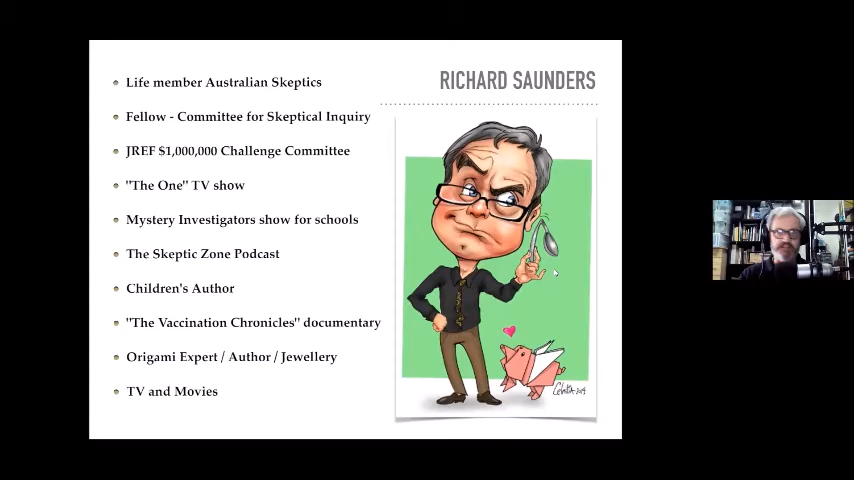 RICHARD SAUNDERS
Life member Australian Skeptics
Fellow - Committee for Skeptical Inquiry
JREF $1,000,000 Challenge Committee
"The One" TV show
Mystery Investigators show for schools
The Skeptic Zone Podcast
Children's Author
"The Vaccination Chronicles" documentary
Origami Expert / Author / Jewellery
TV and Movies